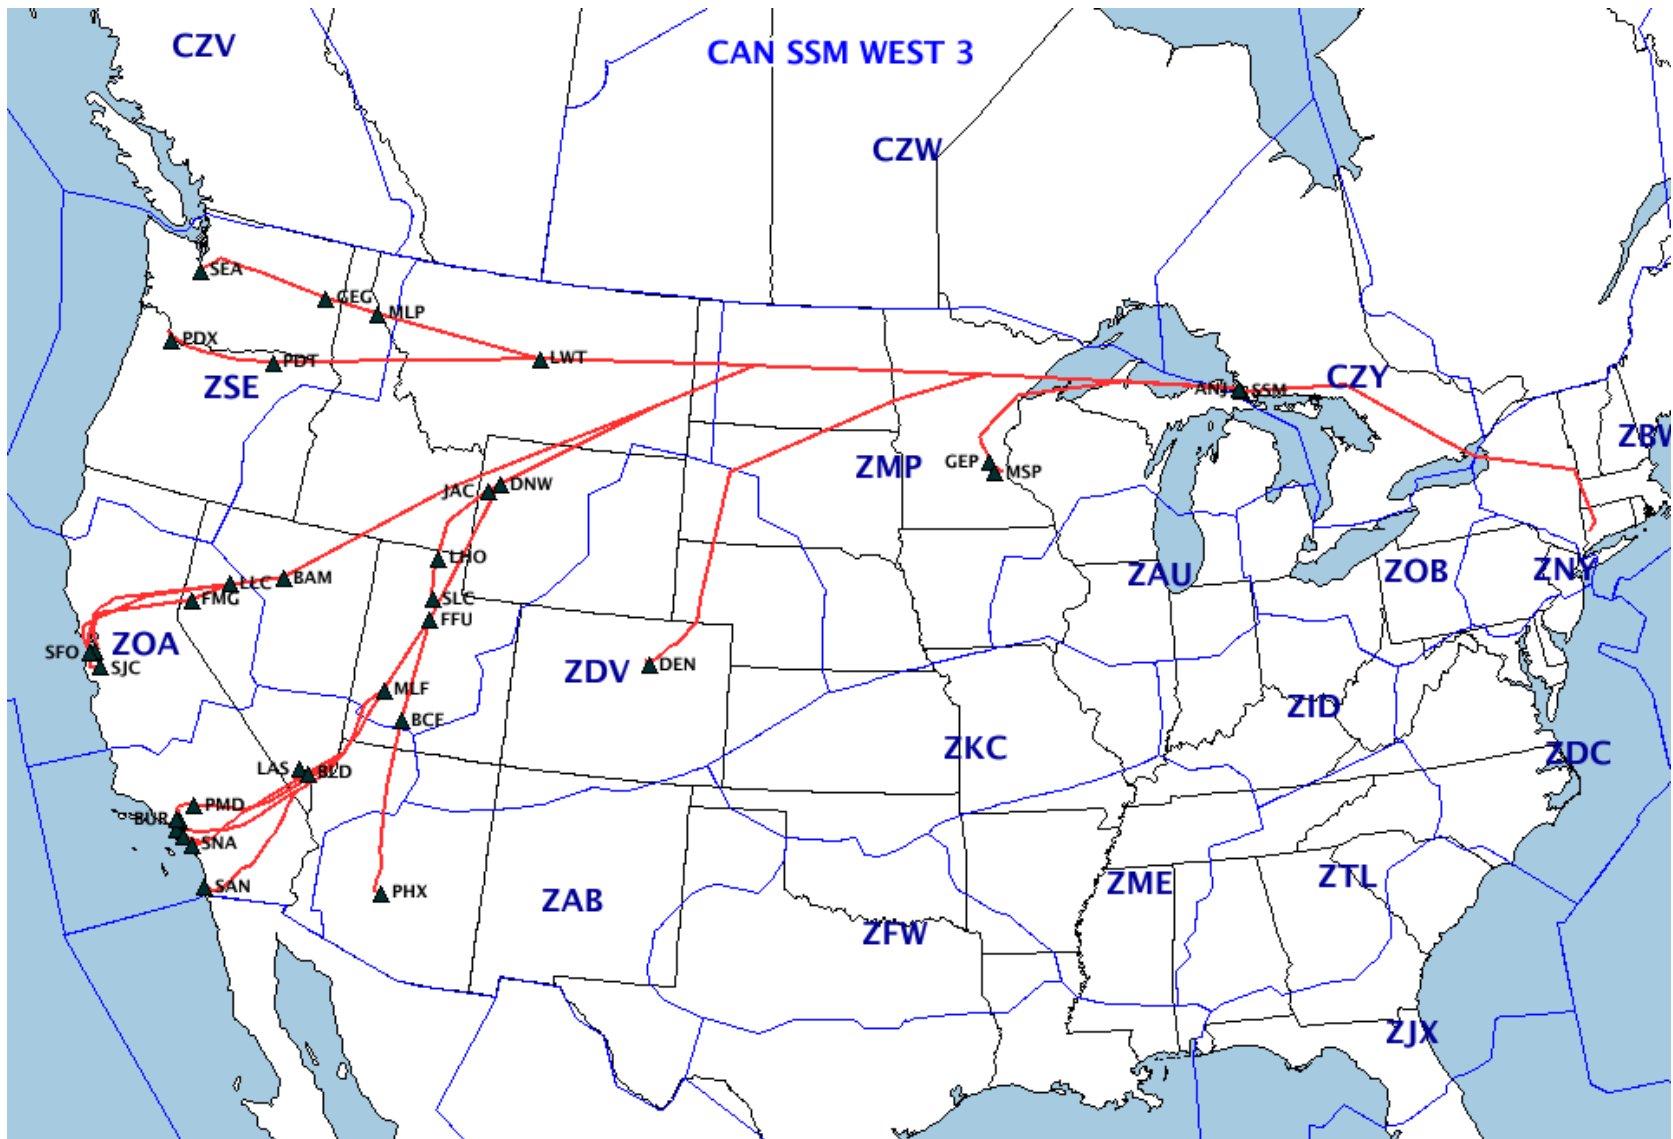 CZV
CAN SSM WEST 3
CZW
SEA
GEG
MLP
PDX
PDT
LWT
ZSE
ANJ
SSM
CZY
ZBW
GEP
MSP
ZMP
JAC
DNW
LHO
LLC
BAM
FMG
SLC
FFU
ZAU
ZOB
ZNY
SFO
ZOA
SJC
ZDV
DEN
MLF
BCE
ZID
ZKC
ZDC
LAS
BLD
PMD
BUR
SNA
SAN
PHX
ZAB
ZME
ZTL
ZFW
ZJX